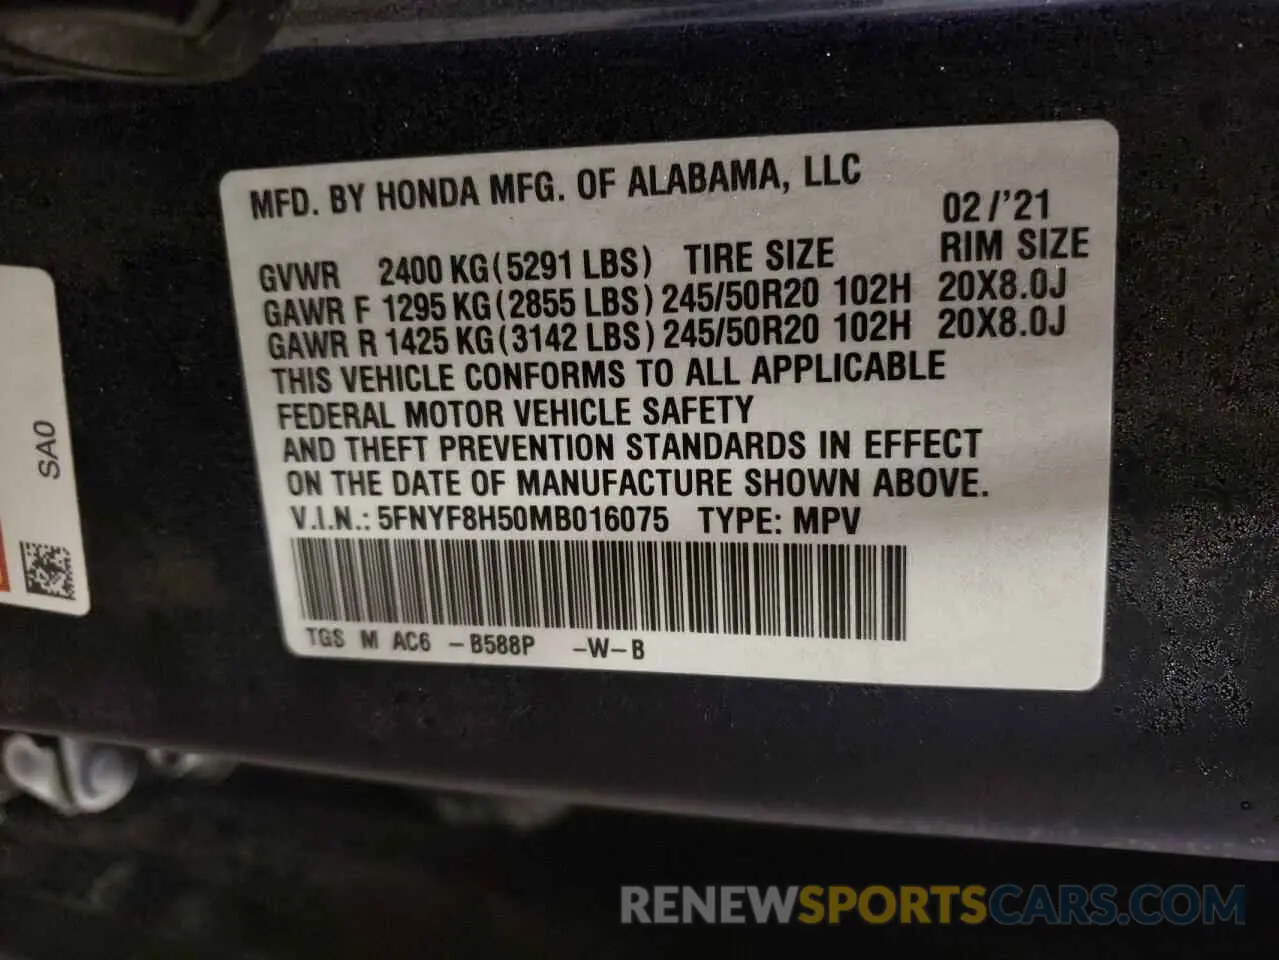 MFD. BY HONDA MFG. OF ALABAMA, LLC
02/'21
GVWR 2400 KG(5291 LBS) TIRE SIZE RIM SIZE
GAWR F 1295 KG(2855 LBS) 245/50R20 102H 20X8.0J
GAWR R 1425 KG(3142 LBS) 245/50R20 102H 20X8.0J
THIS VEHICLE CONFORMS TO ALL APPLICABLE
FEDERAL MOTOR VEHICLE SAFETY
AND THEFT PREVENTION STANDARDS IN EFFECT
ON THE DATE OF MANUFACTURE SHOWN ABOVE.
V.I.N.: 5FNYF8H50MB016075 TYPE: MPV
TGS M AC6 -B588P -W-B
SA0
RENEWSPORTSCARS.COM